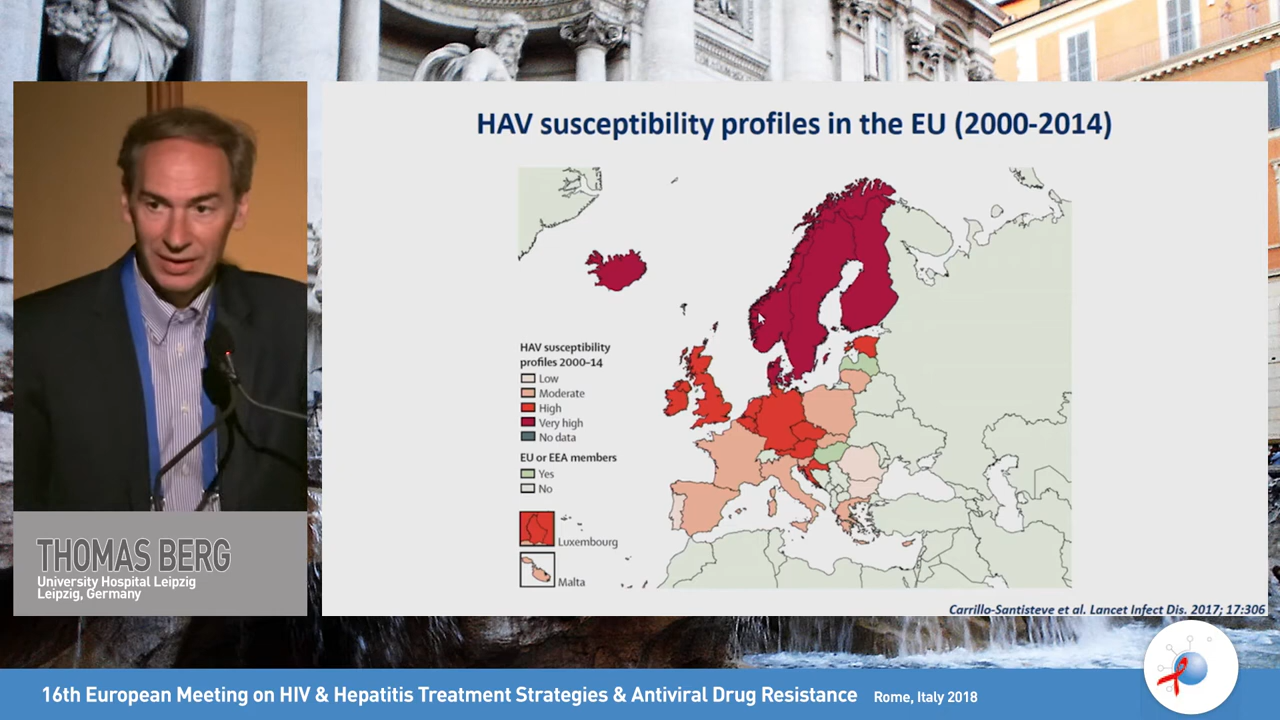 HAV susceptibility profiles in the EU (2000-2014)
HAV susceptibility
profiles 2000–14
Low
Moderate
High
Very high
No data
EU or EEA members
Yes
No
Luxembourg
Malta
Carrillo-Santisteve et al. Lancet Infect Dis. 2017; 17:306
THOMAS BERG
University Hospital Leipzig
Leipzig, Germany
16th European Meeting on HIV & Hepatitis Treatment Strategies & Antiviral Drug Resistance Rome, Italy 2018